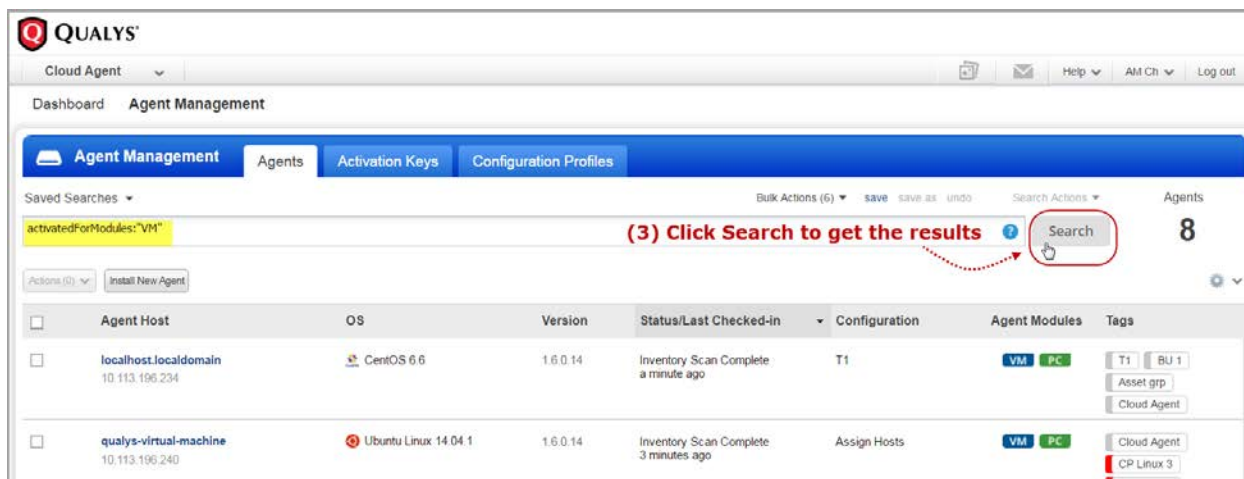 QUALYS®
Cloud Agent Help AM Ch Log out
Dashboard Agent Management
Agent Management Agents Activation Keys Configuration Profiles
Saved Searches Bulk Actions (6) save save as undo Search Actions Agents
activatedForModules:"VM" (3) Click Search to get the results ? Search 8
Actions (0) Install New Agent
Agent Host OS Version Status/Last Checked-in Configuration Agent Modules Tags
localhost.localdomain CentOS 6.6 1.6.0.14 Inventory Scan Complete T1 VM PC T1 BU 1
10.113.196.234 a minute ago Asset grp
Cloud Agent
qualys-virtual-machine Ubuntu Linux 14.04.1 1.6.0.14 Inventory Scan Complete Assign Hosts VM PC Cloud Agent
10.113.196.240 3 minutes ago CP Linux 3